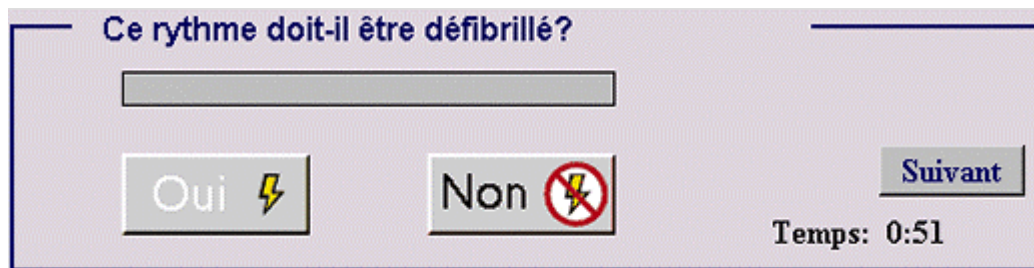 Ce rythme doit-il être défibrillé?
Oui
Non
Suivant
Temps: 0:51